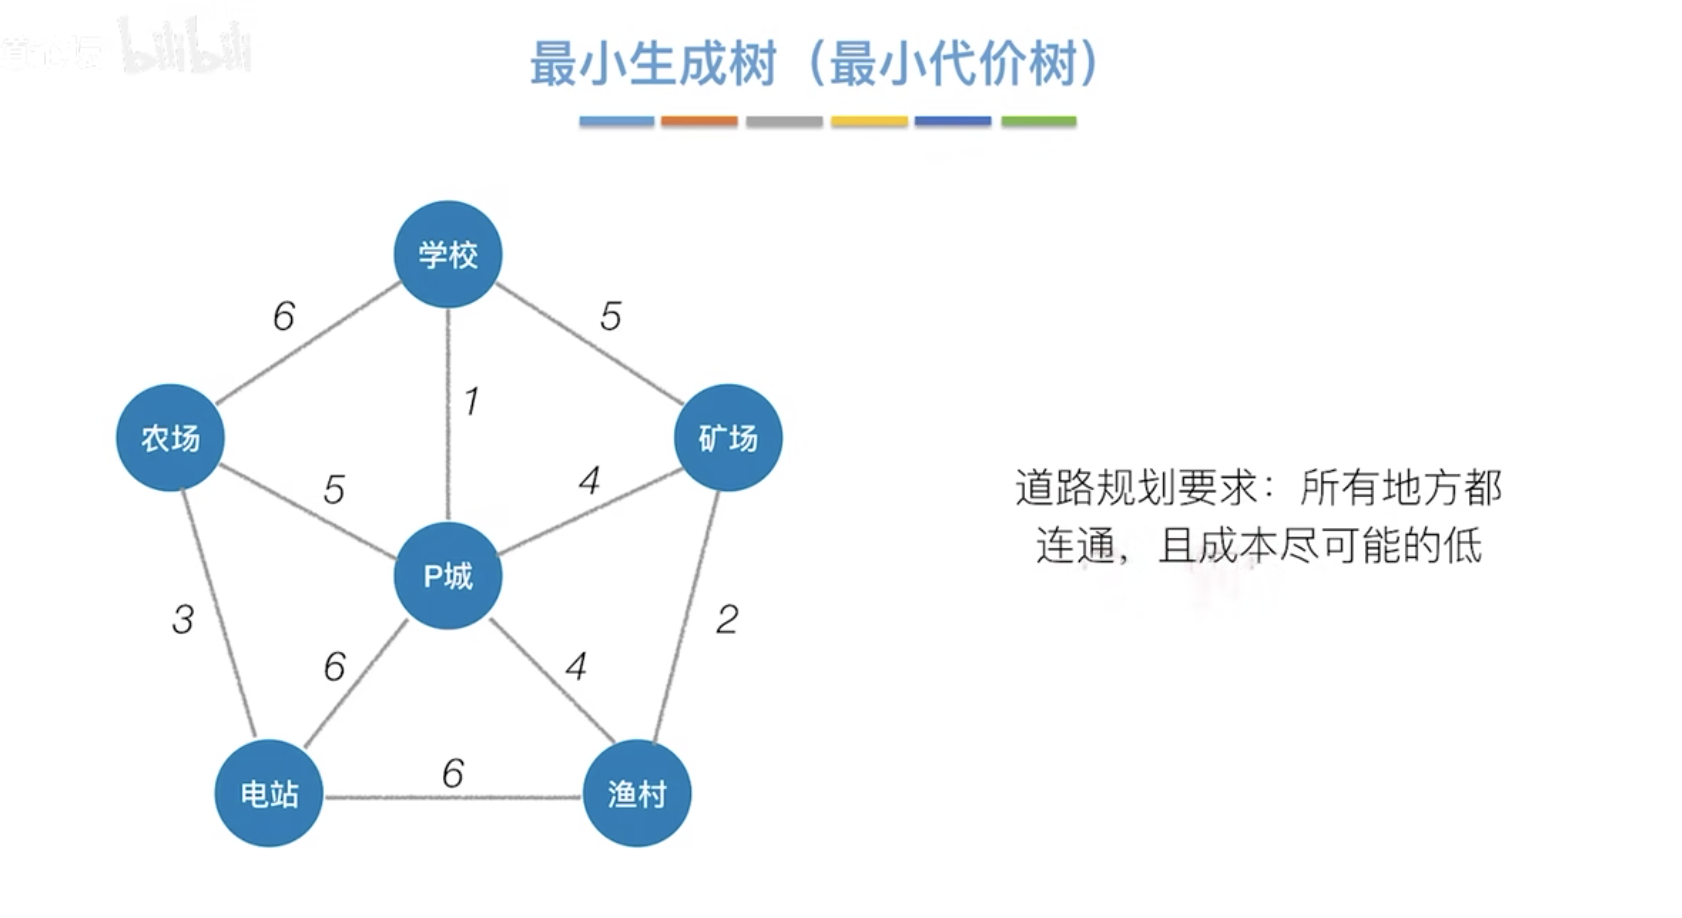 bilibili
最小生成树（最小代价树）
学校
6
5
1
农场
矿场
5
4
P城
道路规划要求：所有地方都
连通，且成本尽可能的低
3
2
6
4
6
电站
渔村